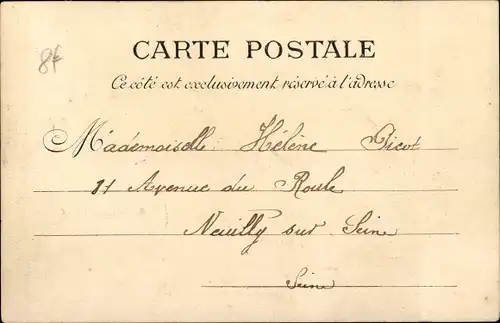 8f
CARTE POSTALE
Ce côté est exclusivement réservé à l'adresse
Mademoiselle Hélène Picot
11 Avenue du Roule
Neuilly sur Seine
Seine